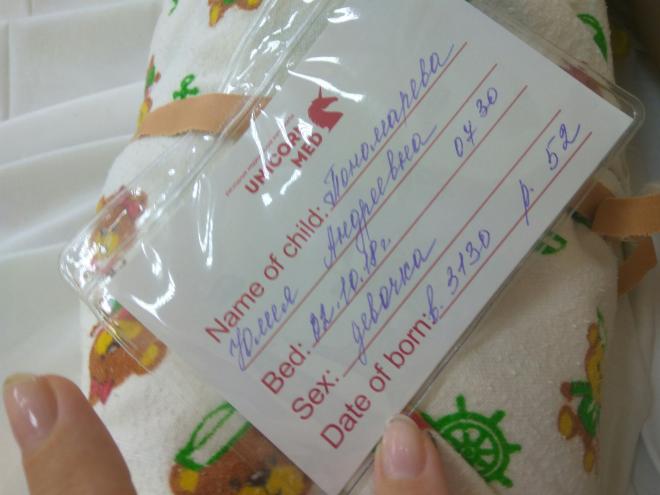 UNICORN
MED
Name of child: Пономарева
Юлия Андреевна
Bed: 02.10.18г. 04 30
Sex: девочка
Date of born: в. 3130 р. 52